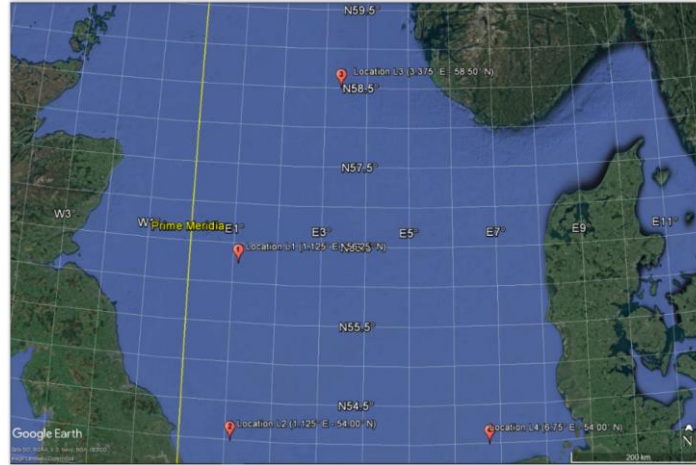 N59.5°
Location L3 (3.375° E - 58.50° N)
N58.5°
N57.5°
W3°
Prime Meridia
E1°
E3°
E5°
E7°
E9
E11°
Location L1 (1.125° E
N55.5°
N54.5°
Location L2 (1.125° E - 54.00° N)
Location L4 (6.75° E - 54.00° N)
Google Earth
200 km
N